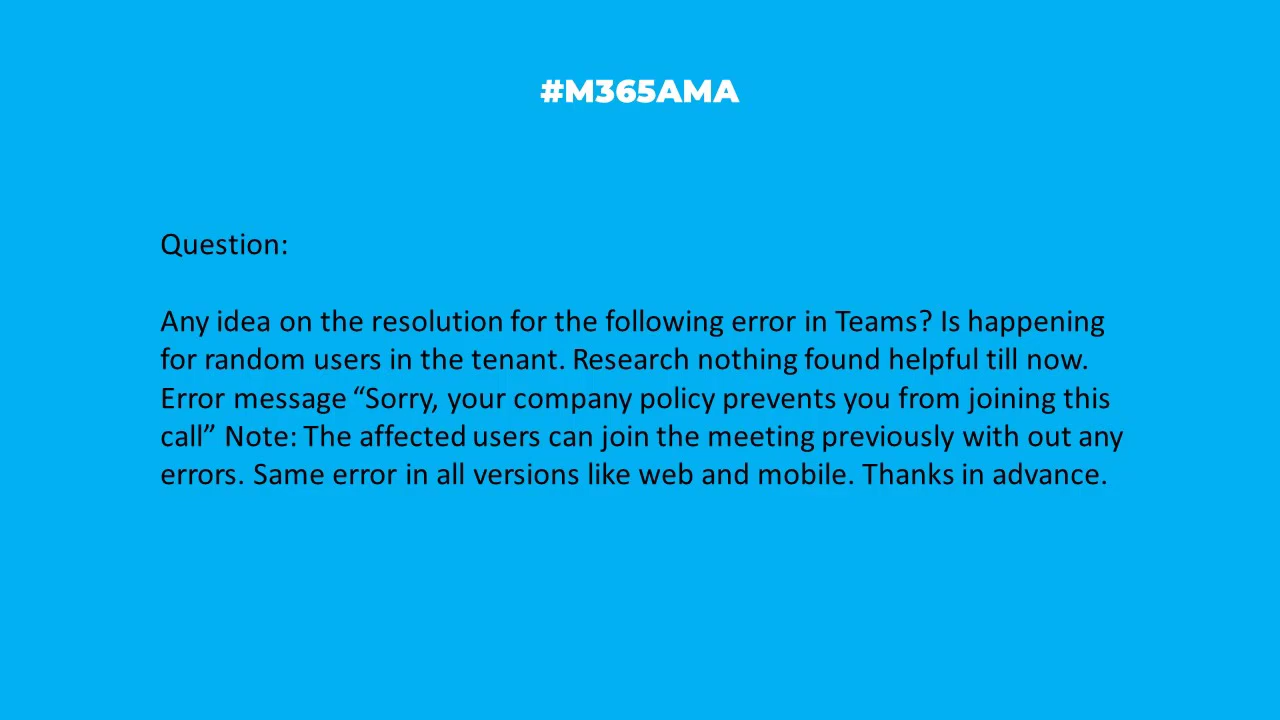 #M365AMA
Question:
Any idea on the resolution for the following error in Teams? Is happening
for random users in the tenant. Research nothing found helpful till now.
Error message “Sorry, your company policy prevents you from joining this
call” Note: The affected users can join the meeting previously with out any
errors. Same error in all versions like web and mobile. Thanks in advance.